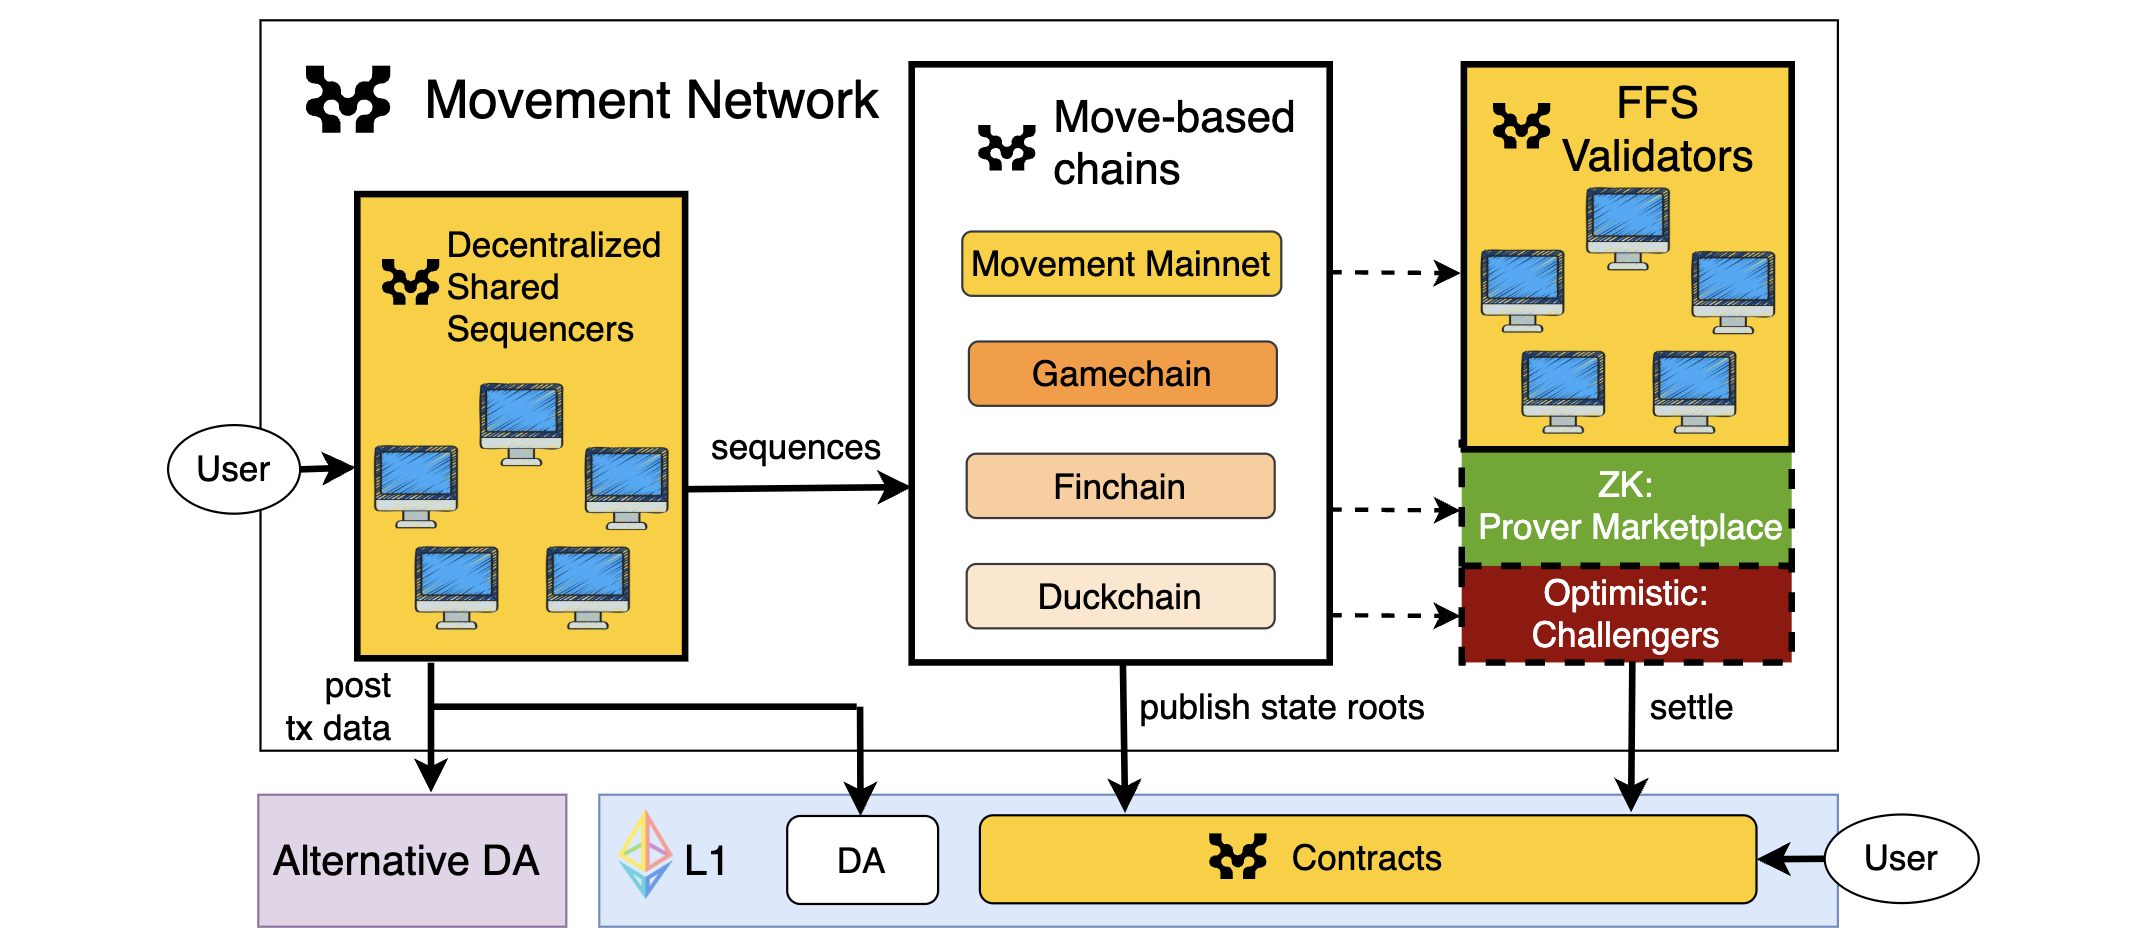 Movement Network
Decentralized
Shared
Sequencers
User
sequences
Move-based
chains
Movement Mainnet
Gamechain
Finchain
Duckchain
FFS
Validators
ZK:
Prover Marketplace
Optimistic:
Challengers
post
tx data
publish state roots
settle
Alternative DA
L1
DA
Contracts
User